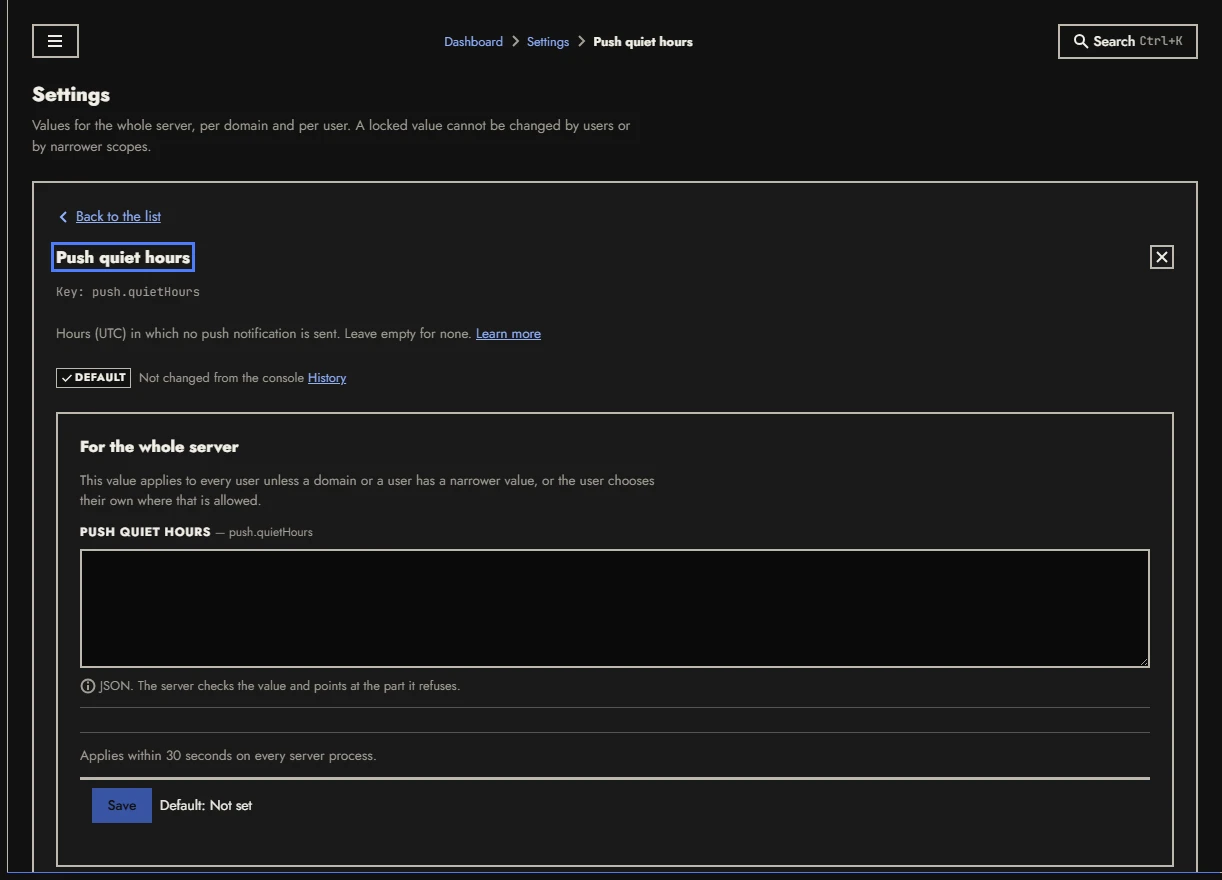 Dashboard > Settings > Push quiet hours
Search Ctrl+K
Settings
Values for the whole server, per domain and per user. A locked value cannot be changed by users or
by narrower scopes.
Back to the list
Push quiet hours
Key: push.quietHours
Hours (UTC) in which no push notification is sent. Leave empty for none. Learn more
DEFAULT Not changed from the console History
For the whole server
This value applies to every user unless a domain or a user has a narrower value, or the user chooses
their own where that is allowed.
PUSH QUIET HOURS — push.quietHours
JSON. The server checks the value and points at the part it refuses.
Applies within 30 seconds on every server process.
Save Default: Not set